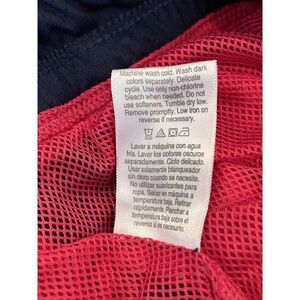 Machine wash cold. Wash dark
colors separately. Delicate
cycle. Use only non-chlorine
bleach when needed. Do not
use softeners. Tumble dry low.
Remove promptly. Low iron on
reverse if necessary.
Lavar a máquina con agua
fría. Lavar los colores oscuros
separadamente. Ciclo delicado.
Usar solamente blanqueador
sin cloro cuando se necesite.
No utilizar suavizantes para
ropa. Secar en máquina a
temperatura baja. Retirar
rápidamente. Planchar a
temperatura baja sobre el
reverso si es necesario.